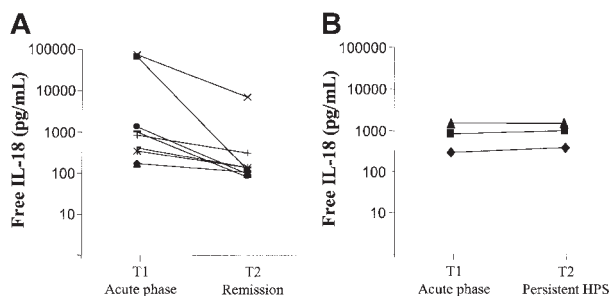 A
Free IL-18 (pg/mL)
100000
10000
1000
100
10
T1
Acute phase
T2
Remission
B
Free IL-18 (pg/mL)
100000
10000
1000
100
10
T1
Acute phase
T2
Persistent HPS